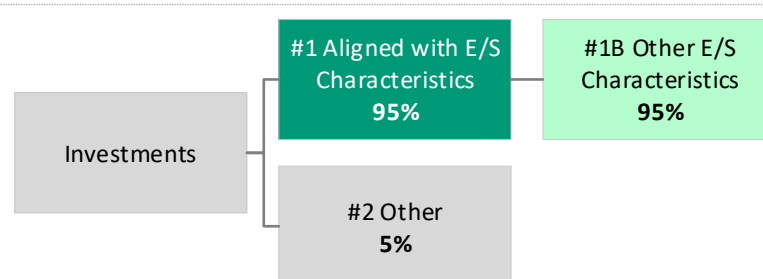 Investments
#1 Aligned with E/S
Characteristics
95%
#1B Other E/S
Characteristics
95%
#2 Other
5%